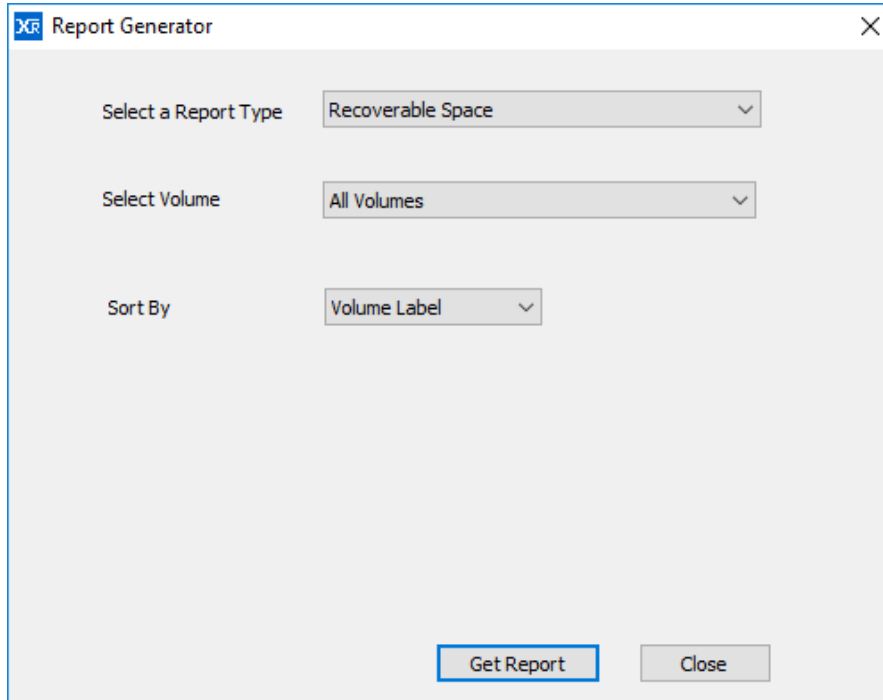 XR Report Generator
Select a Report Type Recoverable Space
Select Volume All Volumes
Sort By Volume Label
Get Report Close